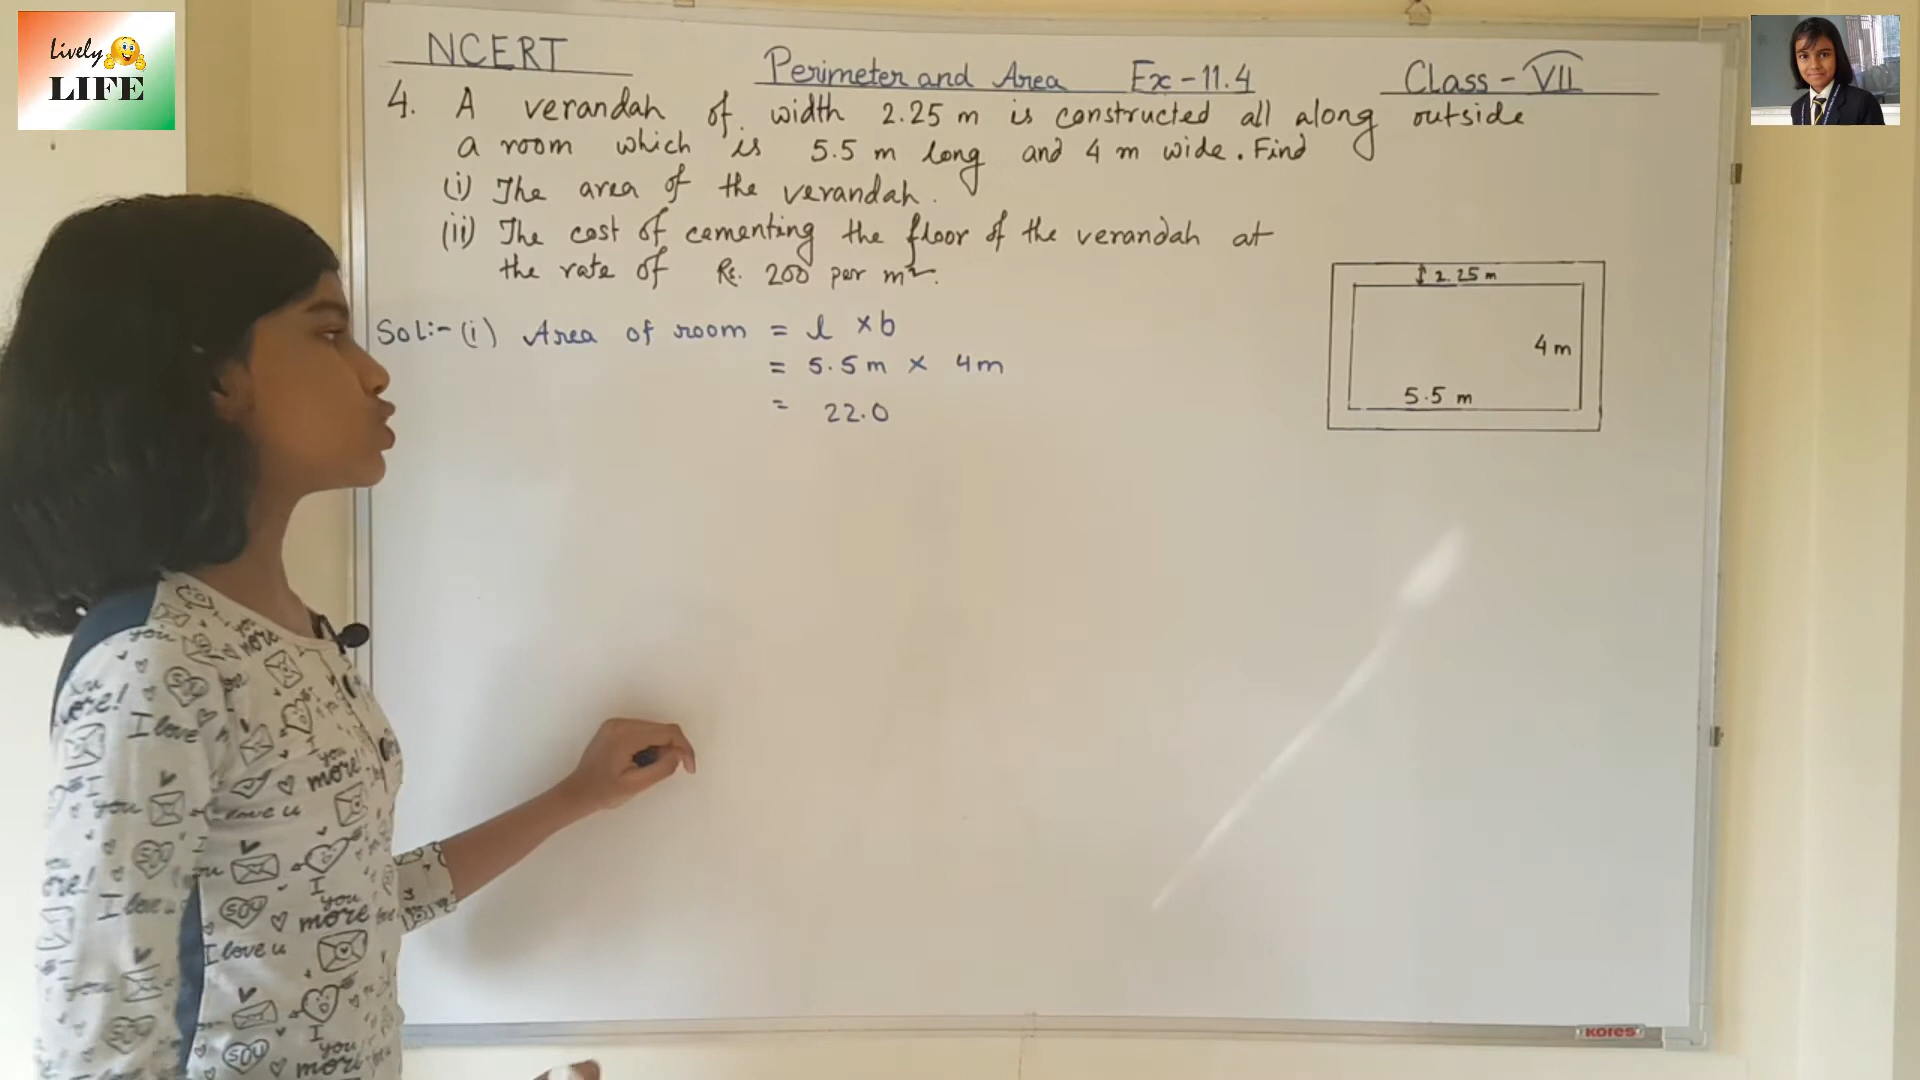 Lively
LIFE
NCERT
Perimeter and Area Ex-11.4
Class - VII
4. A verandah of width 2.25 m is constructed all along outside
a room which is 5.5 m long and 4 m wide. Find
(i) The area of the verandah.
(ii) The cost of cementing the floor of the verandah at
the rate of Rs. 200 per m².
2.25 m
4 m
5.5 m
Sol:- (i) Area of room = l × b
= 5.5 m × 4m
= 22.0
KORES
you
more!
I love u
SOU